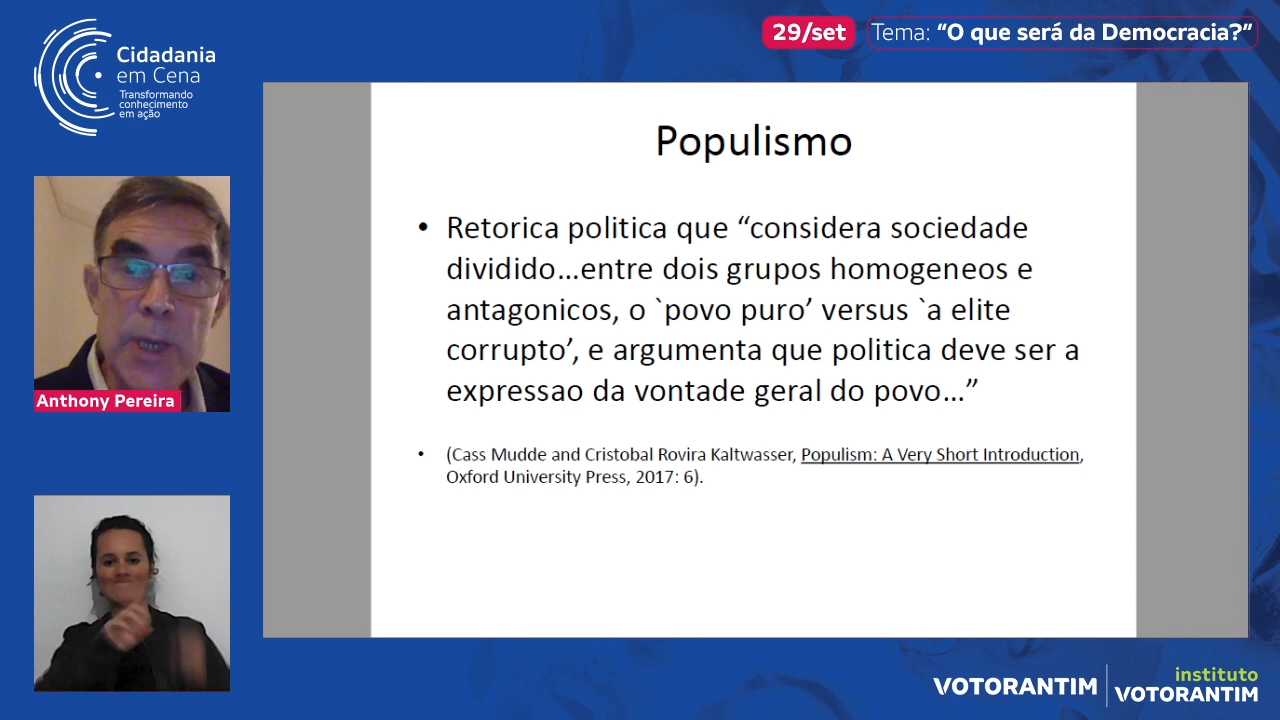 Cidadania
em Cena
Transformando
conhecimento
em ação
29/set Tema: “O que será da Democracia?”
Populismo
• Retorica politica que “considera sociedade
dividido...entre dois grupos homogeneos e
antagonicos, o `povo puro’ versus `a elite
corrupto’, e argumenta que politica deve ser a
expressao da vontade geral do povo...”
• (Cass Mudde and Cristobal Rovira Kaltwasser, Populism: A Very Short Introduction,
Oxford University Press, 2017: 6).
Anthony Pereira
VOTORANTIM
instituto
VOTORANTIM